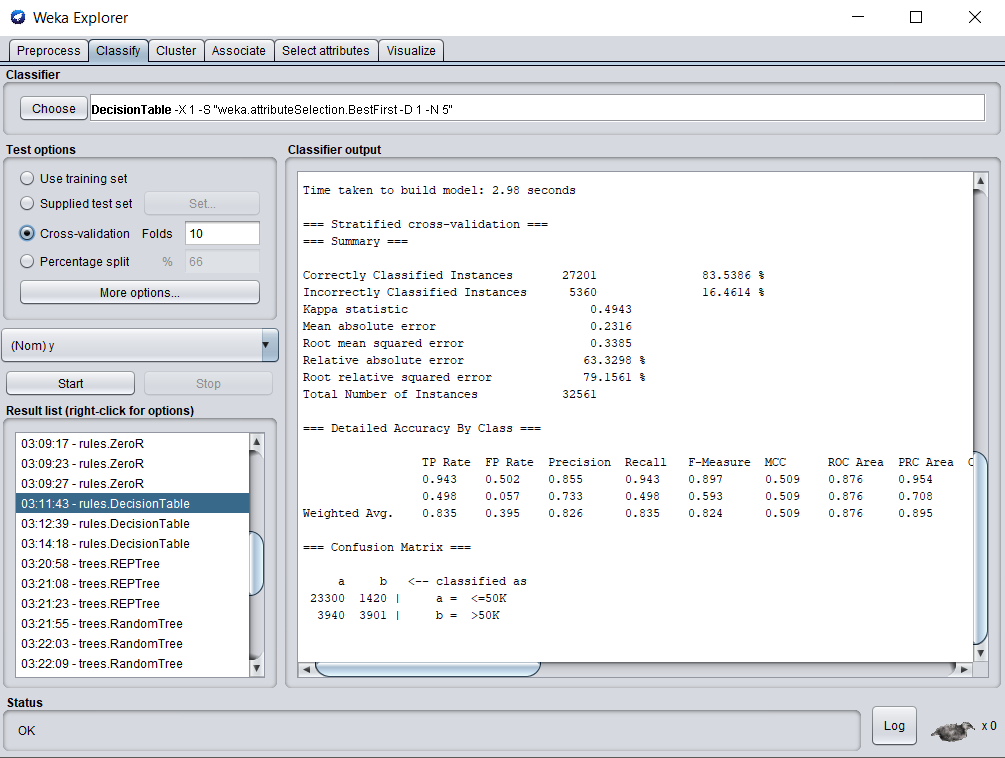 Weka Explorer
Preprocess Classify Cluster Associate Select attributes Visualize
Classifier
Choose DecisionTable -X 1 -S "weka.attributeSelection.BestFirst -D 1 -N 5"
Test options
Use training set
Supplied test set Set...
Cross-validation Folds 10
Percentage split % 66
More options...
(Nom) y
Start Stop
Result list (right-click for options)
03:09:17 - rules.ZeroR
03:09:23 - rules.ZeroR
03:09:27 - rules.ZeroR
03:11:43 - rules.DecisionTable
03:12:39 - rules.DecisionTable
03:14:18 - rules.DecisionTable
03:20:58 - trees.REPTree
03:21:08 - trees.REPTree
03:21:23 - trees.REPTree
03:21:55 - trees.RandomTree
03:22:03 - trees.RandomTree
03:22:09 - trees.RandomTree
Classifier output
Time taken to build model: 2.98 seconds
=== Stratified cross-validation ===
=== Summary ===
Correctly Classified Instances 27201 83.5386 %
Incorrectly Classified Instances 5360 16.4614 %
Kappa statistic 0.4943
Mean absolute error 0.2316
Root mean squared error 0.3385
Relative absolute error 63.3298 %
Root relative squared error 79.1561 %
Total Number of Instances 32561
=== Detailed Accuracy By Class ===
TP Rate FP Rate Precision Recall F-Measure MCC ROC Area PRC Area
0.943 0.502 0.855 0.943 0.897 0.509 0.876 0.954
0.498 0.057 0.733 0.498 0.593 0.509 0.876 0.708
Weighted Avg. 0.835 0.395 0.826 0.835 0.824 0.509 0.876 0.895
=== Confusion Matrix ===
a b <-- classified as
23300 1420 | a = <=50K
3940 3901 | b = >50K
Status
OK
Log
x 0